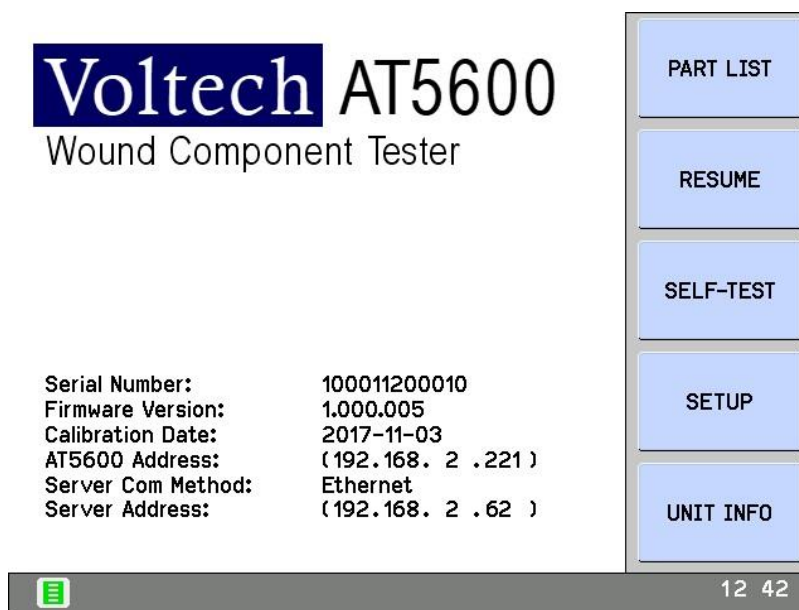 Voltech AT5600
Wound Component Tester
Serial Number: 100011200010
Firmware Version: 1.000.005
Calibration Date: 2017-11-03
AT5600 Address: (192.168. 2 .221)
Server Com Method: Ethernet
Server Address: (192.168. 2 .62 )
PART LIST
RESUME
SELF-TEST
SETUP
UNIT INFO
12 42